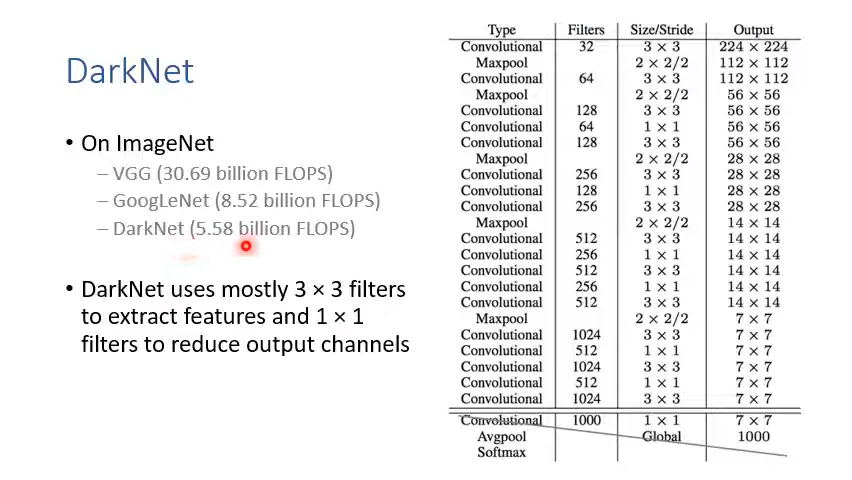 DarkNet
• On ImageNet
– VGG (30.69 billion FLOPS)
– GoogLeNet (8.52 billion FLOPS)
– DarkNet (5.58 billion FLOPS)
• DarkNet uses mostly 3 × 3 filters
to extract features and 1 × 1
filters to reduce output channels
Type Filters Size/Stride Output
Convolutional 32 3 × 3 224 × 224
Maxpool 2 × 2/2 112 × 112
Convolutional 64 3 × 3 112 × 112
Maxpool 2 × 2/2 56 × 56
Convolutional 128 3 × 3 56 × 56
Convolutional 64 1 × 1 56 × 56
Convolutional 128 3 × 3 56 × 56
Maxpool 2 × 2/2 28 × 28
Convolutional 256 3 × 3 28 × 28
Convolutional 128 1 × 1 28 × 28
Convolutional 256 3 × 3 28 × 28
Maxpool 2 × 2/2 14 × 14
Convolutional 512 3 × 3 14 × 14
Convolutional 256 1 × 1 14 × 14
Convolutional 512 3 × 3 14 × 14
Convolutional 256 1 × 1 14 × 14
Convolutional 512 3 × 3 14 × 14
Maxpool 2 × 2/2 7 × 7
Convolutional 1024 3 × 3 7 × 7
Convolutional 512 1 × 1 7 × 7
Convolutional 1024 3 × 3 7 × 7
Convolutional 512 1 × 1 7 × 7
Convolutional 1024 3 × 3 7 × 7
Convolutional 1000 1 × 1 7 × 7
Avgpool Global 1000
Softmax